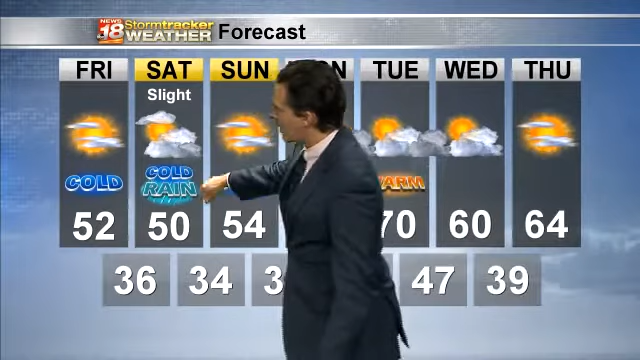 NEWS
18
Stormtracker
WEATHER
Forecast
FRI SAT SUN TUE WED THU
Slight
COLD COLD RAIN
52 50 54 70 60 64
36 34 3 47 39